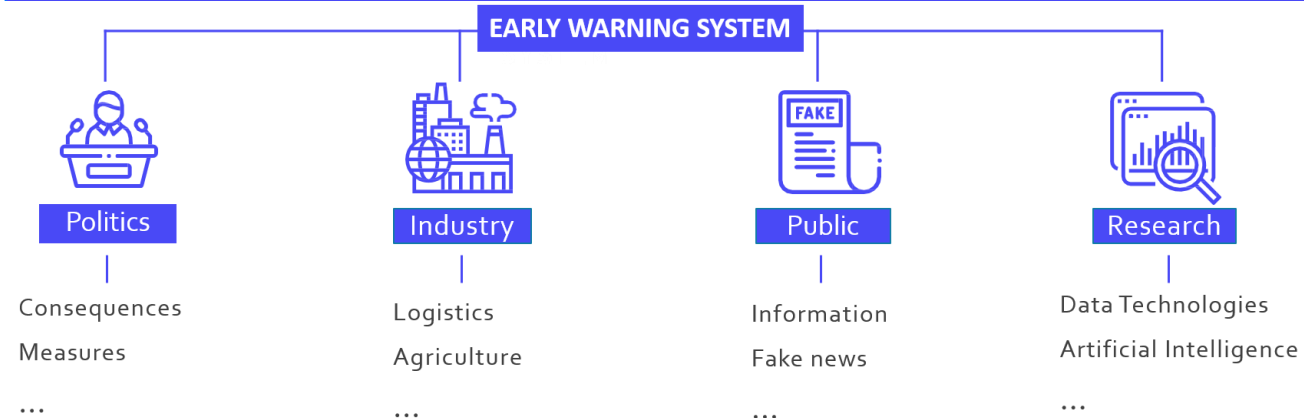 EARLY WARNING SYSTEM
FAKE
Politics
Industry
Public
Research
Consequences
Measures
...
Logistics
Agriculture
...
Information
Fake news
...
Data Technologies
Artificial Intelligence
...